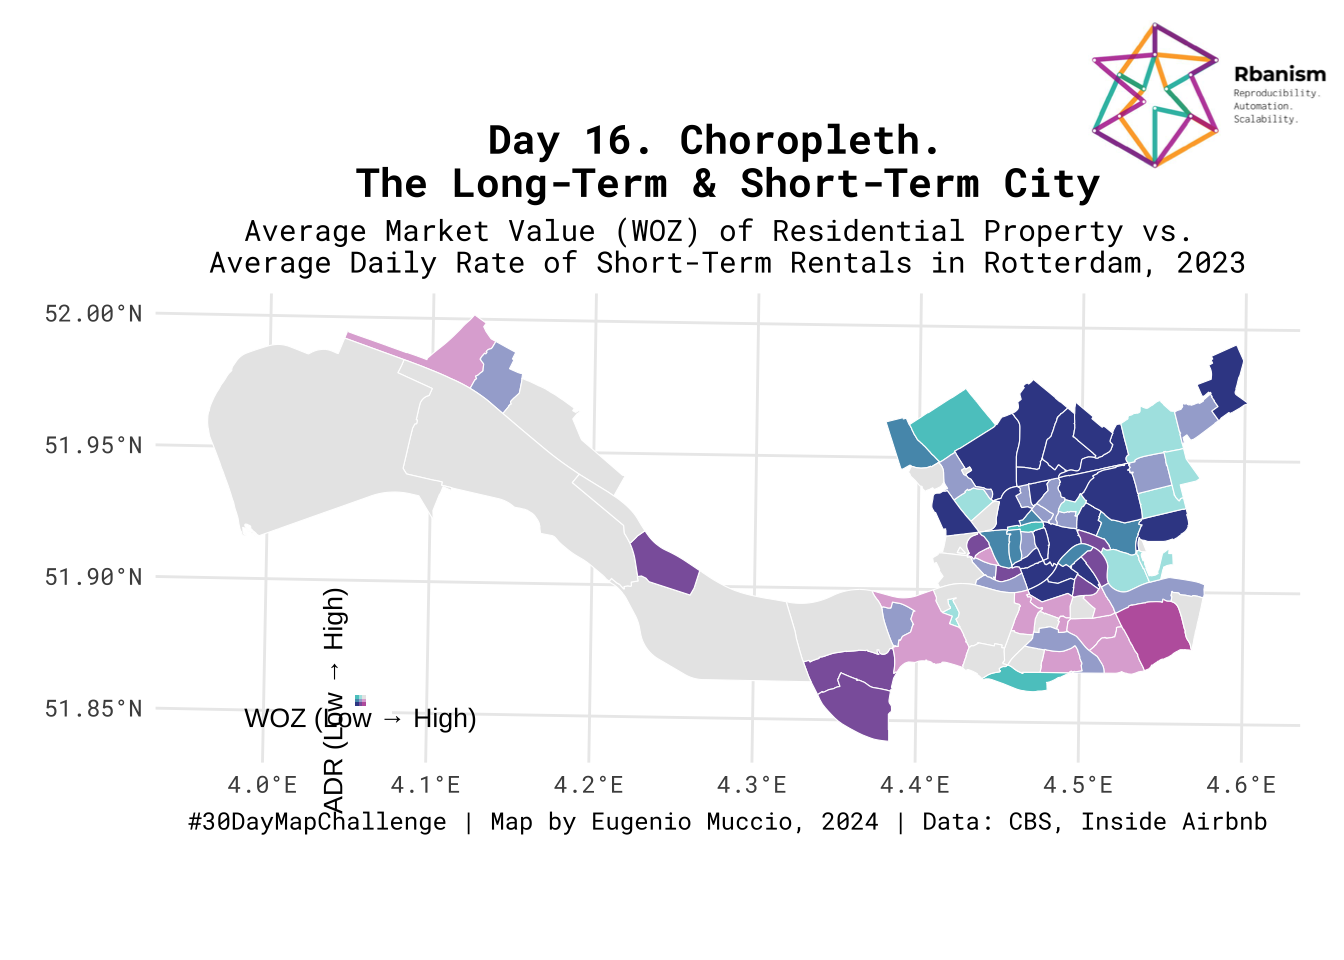 Rbanism
Reproducibility.
Automation.
Scalability.
Day 16. Choropleth.
The Long-Term & Short-Term City
Average Market Value (WOZ) of Residential Property vs.
Average Daily Rate of Short-Term Rentals in Rotterdam, 2023
52.00°N
51.95°N
51.90°N
51.85°N
ADR (Low → High)
WOZ (Low → High)
4.0°E 4.1°E 4.2°E 4.3°E 4.4°E 4.5°E 4.6°E
#30DayMapChallenge | Map by Eugenio Muccio, 2024 | Data: CBS, Inside Airbnb